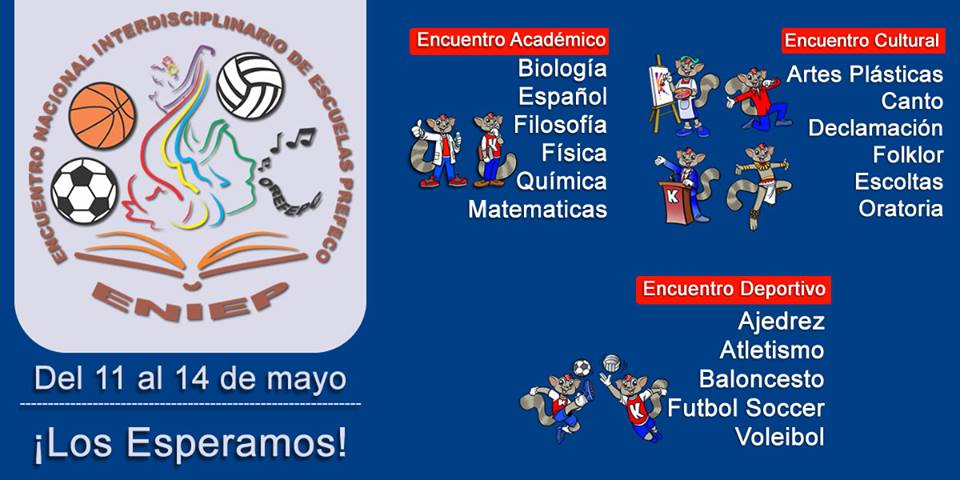 ENCUENTRO NACIONAL INTERDISCIPLINARIO DE ESCUELAS PREFECO
PREFECO
ENIEP
Del 11 al 14 de mayo
¡Los Esperamos!
Encuentro Académico
Biología
Español
Filosofía
Física
Química
Matematicas
Encuentro Cultural
Artes Plásticas
Canto
Declamación
Folklor
Escoltas
Oratoria
K
K
Encuentro Deportivo
Ajedrez
Atletismo
Baloncesto
Futbol Soccer
Voleibol
K